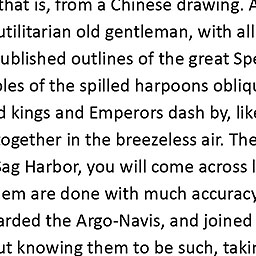 that is, from a Chinese drawing. A
utilitarian old gentleman, with all
ublished outlines of the great Spe
les of the spilled harpoons obliqu
d kings and Emperors dash by, like
ogether in the breezeless air. The
Sag Harbor, you will come across l
em are done with much accuracy
arded the Argo-Navis, and joined
ut knowing them to be such, takin